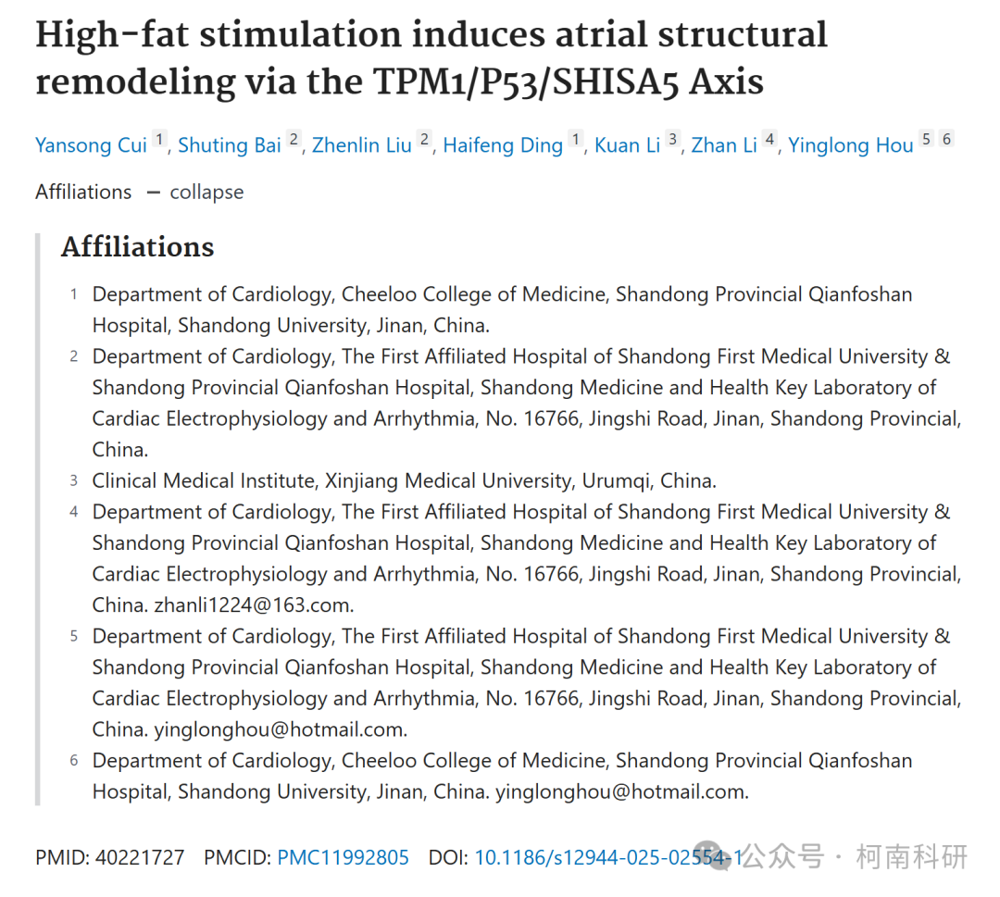 High-fat stimulation induces atrial structural
remodeling via the TPM1/P53/SHISA5 Axis
Yansong Cui 1, Shuting Bai 2, Zhenlin Liu 2, Haifeng Ding 1, Kuan Li 3, Zhan Li 4, Yinglong Hou 5 6
Affiliations — collapse
Affiliations
1 Department of Cardiology, Cheeloo College of Medicine, Shandong Provincial Qianfoshan
Hospital, Shandong University, Jinan, China.
2 Department of Cardiology, The First Affiliated Hospital of Shandong First Medical University &
Shandong Provincial Qianfoshan Hospital, Shandong Medicine and Health Key Laboratory of
Cardiac Electrophysiology and Arrhythmia, No. 16766, Jingshi Road, Jinan, Shandong Provincial,
China.
3 Clinical Medical Institute, Xinjiang Medical University, Urumqi, China.
4 Department of Cardiology, The First Affiliated Hospital of Shandong First Medical University &
Shandong Provincial Qianfoshan Hospital, Shandong Medicine and Health Key Laboratory of
Cardiac Electrophysiology and Arrhythmia, No. 16766, Jingshi Road, Jinan, Shandong Provincial,
China. zhanli1224@163.com.
5 Department of Cardiology, The First Affiliated Hospital of Shandong First Medical University &
Shandong Provincial Qianfoshan Hospital, Shandong Medicine and Health Key Laboratory of
Cardiac Electrophysiology and Arrhythmia, No. 16766, Jingshi Road, Jinan, Shandong Provincial,
China. yinglonghou@hotmail.com.
6 Department of Cardiology, Cheeloo College of Medicine, Shandong Provincial Qianfoshan
Hospital, Shandong University, Jinan, China. yinglonghou@hotmail.com.
PMID: 40221727 PMCID: PMC11992805 DOI: 10.1186/s12944-025-02554-1
公众号 · 柯南科研